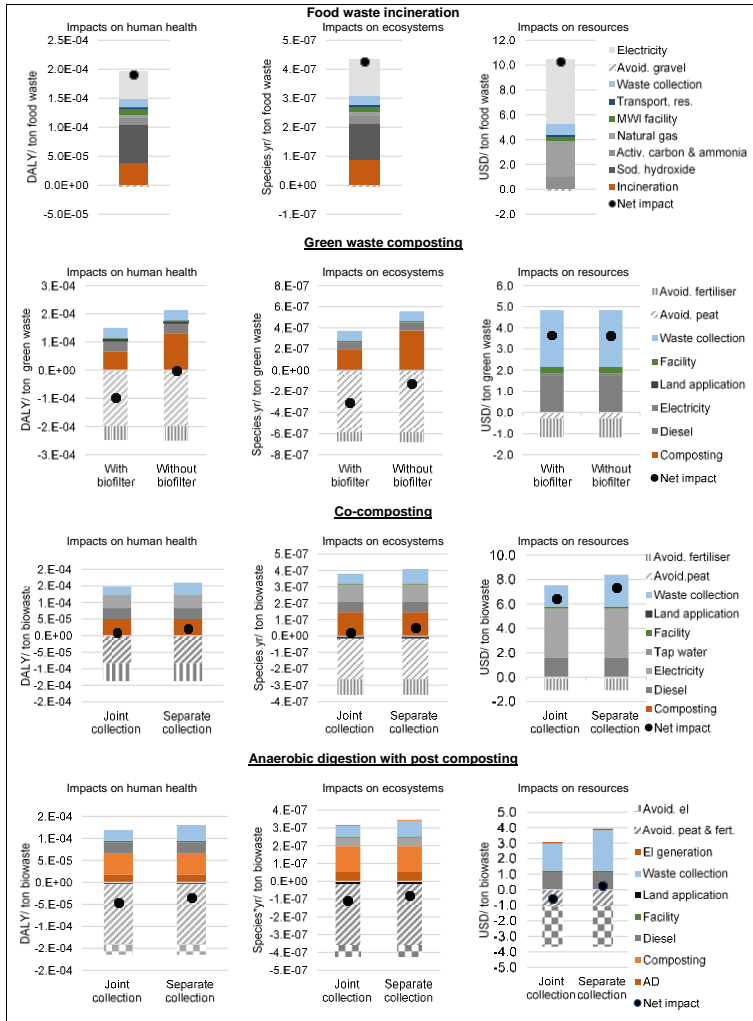 Food waste incineration
Impacts on human health
DALY/ ton food waste
2.5E-04
2.0E-04
1.5E-04
1.0E-04
5.0E-05
0.0E+00
-5.0E-05
Impacts on ecosystems
Species.yr/ ton food waste
5.E-07
4.E-07
3.E-07
2.E-07
1.E-07
0.E+00
-1.E-07
Impacts on resources
USD/ ton food waste
12.0
10.0
8.0
6.0
4.0
2.0
0.0
-2.0
Electricity
Avoid. gravel
Waste collection
Transport, res.
MWI facility
Natural gas
Activ. carbon & ammonia
Sod. hydroxide
Incineration
Net impact
Green waste composting
Impacts on human health
DALY/ ton green waste
3.E-04
2.E-04
1.E-04
0.E+00
-1.E-04
-2.E-04
-3.E-04
With biofilter
Without biofilter
Impacts on ecosystems
Species.yr/ ton green waste
8.E-07
6.E-07
4.E-07
2.E-07
0.E+00
-2.E-07
-4.E-07
-6.E-07
-8.E-07
With biofilter
Without biofilter
Impacts on resources
USD/ ton green waste
6.0
5.0
4.0
3.0
2.0
1.0
0.0
-1.0
-2.0
With biofilter
Without biofilter
Avoid. fertiliser
Avoid. peat
Waste collection
Facility
Land application
Electricity
Diesel
Composting
Net impact
Co-composting
Impacts on human health
DALY/ ton biowaste
2.E-04
2.E-04
1.E-04
5.E-05
0.E+00
-5.E-05
-1.E-04
-2.E-04
-2.E-04
Joint collection
Separate collection
Impacts on ecosystems
Species.yr/ ton biowaste
5.E-07
4.E-07
3.E-07
2.E-07
1.E-07
0.E+00
-1.E-07
-2.E-07
-3.E-07
-4.E-07
Joint collection
Separate collection
Impacts on resources
USD/ ton biowaste
10.0
8.0
6.0
4.0
2.0
0.0
-2.0
Joint collection
Separate collection
Avoid. fertiliser
Avoid.peat
Waste collection
Land application
Facility
Tap water
Electricity
Diesel
Composting
Net impact
Anaerobic digestion with post composting
Impacts on human health
DALY/ ton biowaste
2.E-04
1.E-04
5.E-05
0.E+00
-5.E-05
-1.E-04
-2.E-04
-2.E-04
Joint collection
Separate collection
Impacts on ecosystems
Species*yr/ ton biowaste
4.E-07
3.E-07
2.E-07
1.E-07
0.E+00
-1.E-07
-2.E-07
-3.E-07
-4.E-07
-5.E-07
Joint collection
Separate collection
Impacts on resources
USD/ ton biowaste
5.0
4.0
3.0
2.0
1.0
0.0
-1.0
-2.0
-3.0
-4.0
-5.0
Joint collection
Separate collection
Avoid. el
Avoid. peat & fert.
El generation
Waste collection
Land application
Facility
Diesel
Composting
AD
Net impact